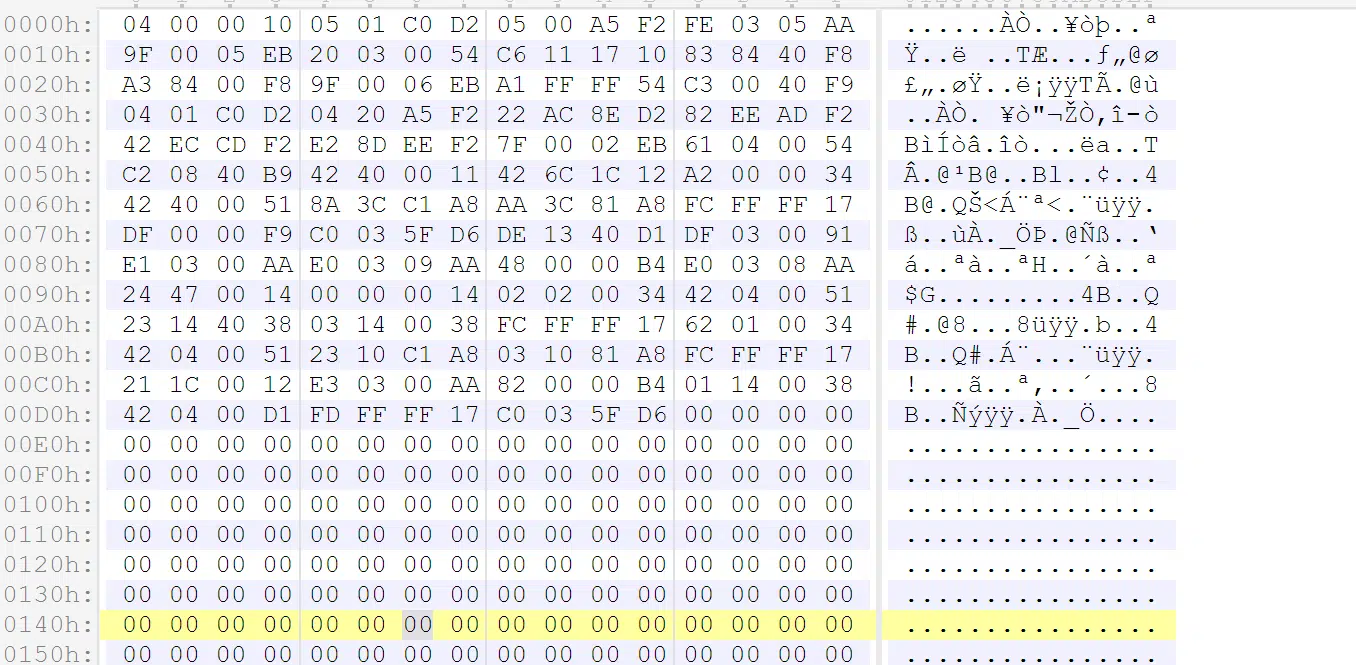 0000h: 04 00 00 10 05 01 C0 D2 05 00 A5 F2 FE 03 05 AA ......ÀÒ..¥òþ..ª
0010h: 9F 00 05 EB 20 03 00 54 C6 11 17 10 83 84 40 F8 Ÿ..ë ..TÆ...ƒ„@ø
0020h: A3 84 00 F8 9F 00 06 EB A1 FF FF 54 C3 00 40 F9 £„.øŸ..ë¡ÿÿTÃ.@ù
0030h: 04 01 C0 D2 04 20 A5 F2 22 AC 8E D2 82 EE AD F2 ..ÀÒ. ¥ò"¬ŽÒ‚î-ò
0040h: 42 EC CD F2 E2 8D EE F2 7F 00 02 EB 61 04 00 54 BìÍòâ.îò...ëa..T
0050h: C2 08 40 B9 42 40 00 11 42 6C 1C 12 A2 00 00 34 Â.@¹B@..Bl..¢..4
0060h: 42 40 00 51 8A 3C C1 A8 AA 3C 81 A8 FC FF FF 17 B@.QŠ<Á¨ª<.¨üÿÿ.
0070h: DF 00 00 F9 C0 03 5F D6 DE 13 40 D1 DF 03 00 91 ß..ùÀ._ÖÞ.@Ñß..‘
0080h: E1 03 00 AA E0 03 09 AA 48 00 00 B4 E0 03 08 AA á..ªà..ªH..´à..ª
0090h: 24 47 00 14 00 00 00 14 02 02 00 34 42 04 00 51 $G.........4B..Q
00A0h: 23 14 40 38 03 14 00 38 FC FF FF 17 62 01 00 34 #.@8...8üÿÿ.b..4
00B0h: 42 04 00 51 23 10 C1 A8 03 10 81 A8 FC FF FF 17 B..Q#.Á¨...¨üÿÿ.
00C0h: 21 1C 00 12 E3 03 00 AA 82 00 00 B4 01 14 00 38 !...ã..ª‚..´...8
00D0h: 42 04 00 D1 FD FF FF 17 C0 03 5F D6 00 00 00 00 B..Ñýÿÿ.À._Ö....
00E0h: 00 00 00 00 00 00 00 00 00 00 00 00 00 00 00 00 ................
00F0h: 00 00 00 00 00 00 00 00 00 00 00 00 00 00 00 00 ................
0100h: 00 00 00 00 00 00 00 00 00 00 00 00 00 00 00 00 ................
0110h: 00 00 00 00 00 00 00 00 00 00 00 00 00 00 00 00 ................
0120h: 00 00 00 00 00 00 00 00 00 00 00 00 00 00 00 00 ................
0130h: 00 00 00 00 00 00 00 00 00 00 00 00 00 00 00 00 ................
0140h: 00 00 00 00 00 00 00 00 00 00 00 00 00 00 00 00 ................
0150h: 00 00 00 00 00 00 00 00 00 00 00 00 00 00 00 00 ................